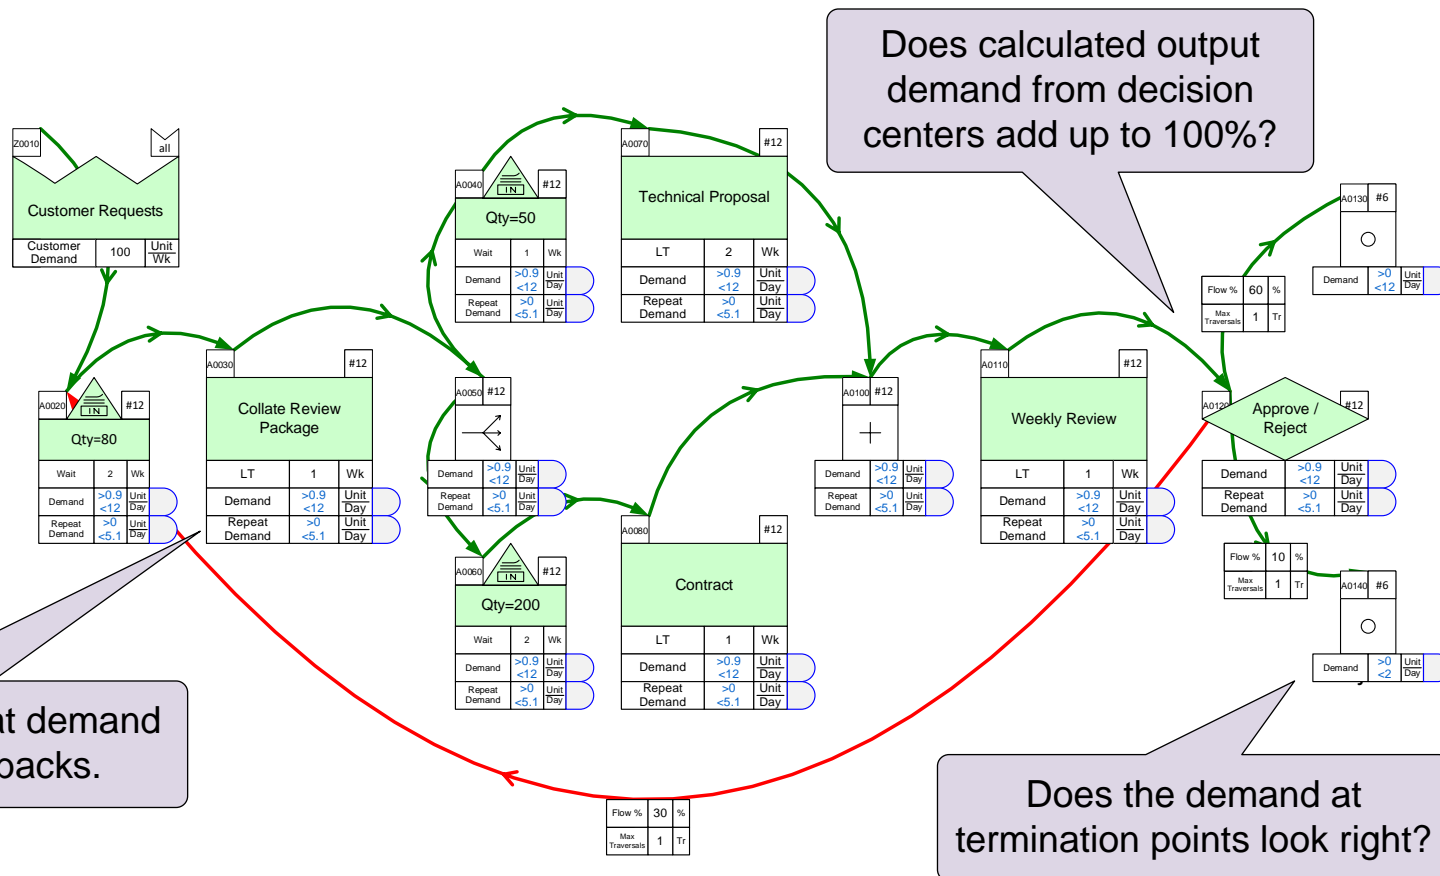 Does calculated output
demand from decision
centers add up to 100%?
Z0010
all
Customer Requests
Customer Demand 100 Unit Wk
A0020
IN
#12
Qty=80
Wait 2 Wk
Demand >0.9 <12 Unit Day
Repeat Demand >0 <5.1 Unit Day
A0030
#12
Collate Review
Package
LT 1 Wk
Demand >0.9 <12 Unit Day
Repeat Demand >0 <5.1 Unit Day
A0040
IN
#12
Qty=50
Wait 1 Wk
Demand >0.9 <12 Unit Day
Repeat Demand >0 <5.1 Unit Day
A0050 #12
Demand >0.9 <12 Unit Day
Repeat Demand >0 <5.1 Unit Day
A0060
IN
#12
Qty=200
Wait 2 Wk
Demand >0.9 <12 Unit Day
Repeat Demand >0 <5.1 Unit Day
A0070
#12
Technical Proposal
LT 2 Wk
Demand >0.9 <12 Unit Day
Repeat Demand >0 <5.1 Unit Day
A0080
#12
Contract
LT 1 Wk
Demand >0.9 <12 Unit Day
Repeat Demand >0 <5.1 Unit Day
A0100 #12
Demand >0.9 <12 Unit Day
Repeat Demand >0 <5.1 Unit Day
A0110
#12
Weekly Review
LT 1 Wk
Demand >0.9 <12 Unit Day
Repeat Demand >0 <5.1 Unit Day
A0120
#12
Approve /
Reject
Demand >0.9 <12 Unit Day
Repeat Demand >0 <5.1 Unit Day
Flow % 60 %
Max Traversals 1 Tr
A0130 #6
Demand >0 <12 Unit Day
Flow % 10 %
Max Traversals 1 Tr
A0140 #6
Demand >0 <2 Unit Day
Flow % 30 %
Max Traversals 1 Tr
at demand
backs.
Does the demand at
termination points look right?